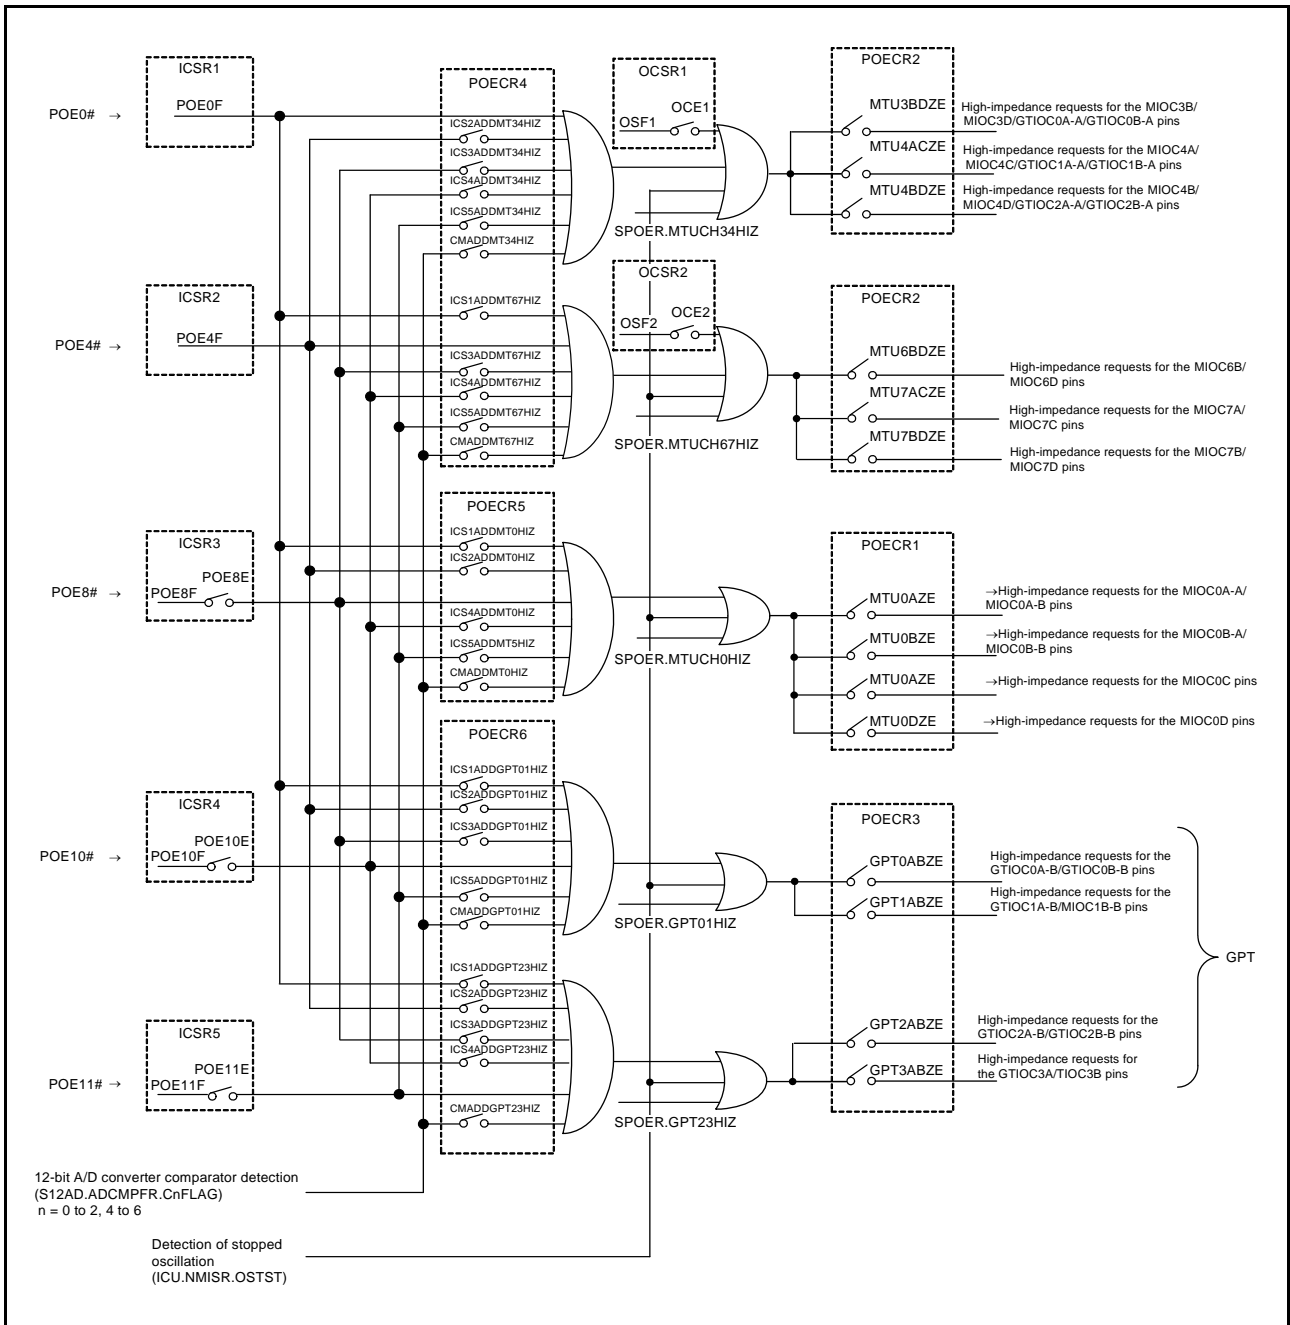 ICSR1
POE0F
POE0# →
POECR4
ICS2ADDMT34HIZ
ICS3ADDMT34HIZ
ICS4ADDMT34HIZ
ICS5ADDMT34HIZ
CMADDMT34HIZ
OCSR1
OCE1
OSF1
SPOER.MTUCH34HIZ
POECR2
MTU3BDZE
High-impedance requests for the MIOC3B/
MIOC3D/GTIOC0A-A/GTIOC0B-A pins
MTU4ACZE
High-impedance requests for the MIOC4A/
MIOC4C/GTIOC1A-A/GTIOC1B-A pins
MTU4BDZE
High-impedance requests for the MIOC4B/
MIOC4D/GTIOC2A-A/GTIOC2B-A pins
ICSR2
POE4F
POE4# →
ICS1ADDMT67HIZ
ICS3ADDMT67HIZ
ICS4ADDMT67HIZ
ICS5ADDMT67HIZ
CMADDMT67HIZ
OCSR2
OCE2
OSF2
SPOER.MTUCH67HIZ
POECR2
MTU6BDZE
High-impedance requests for the MIOC6B/
MIOC6D pins
MTU7ACZE
High-impedance requests for the MIOC7A/
MIOC7C pins
MTU7BDZE
High-impedance requests for the MIOC7B/
MIOC7D pins
ICSR3
POE8E
POE8F
POE8# →
POECR5
ICS1ADDMT0HIZ
ICS2ADDMT0HIZ
ICS4ADDMT0HIZ
ICS5ADDMT5HIZ
CMADDMT0HIZ
SPOER.MTUCH0HIZ
POECR1
MTU0AZE
→High-impedance requests for the MIOC0A-A/
MIOC0A-B pins
MTU0BZE
→High-impedance requests for the MIOC0B-A/
MIOC0B-B pins
MTU0AZE
→High-impedance requests for the MIOC0C pins
MTU0DZE
→High-impedance requests for the MIOC0D pins
ICSR4
POE10E
POE10F
POE10# →
POECR6
ICS1ADDGPT01HIZ
ICS2ADDGPT01HIZ
ICS3ADDGPT01HIZ
ICS5ADDGPT01HIZ
CMADDGPT01HIZ
SPOER.GPT01HIZ
POECR3
GPT0ABZE
High-impedance requests for the
GTIOC0A-B/GTIOC0B-B pins
GPT1ABZE
High-impedance requests for the
GTIOC1A-B/MIOC1B-B pins
GPT
ICSR5
POE11E
POE11F
POE11# →
ICS1ADDGPT23HIZ
ICS2ADDGPT23HIZ
ICS3ADDGPT23HIZ
ICS4ADDGPT23HIZ
CMADDGPT23HIZ
SPOER.GPT23HIZ
GPT2ABZE
High-impedance requests for the
GTIOC2A-B/GTIOC2B-B pins
GPT3ABZE
High-impedance requests for
the GTIOC3A/TIOC3B pins
12-bit A/D converter comparator detection
(S12AD.ADCMPFR.CnFLAG)
n = 0 to 2, 4 to 6
Detection of stopped
oscillation
(ICU.NMISR.OSTST)